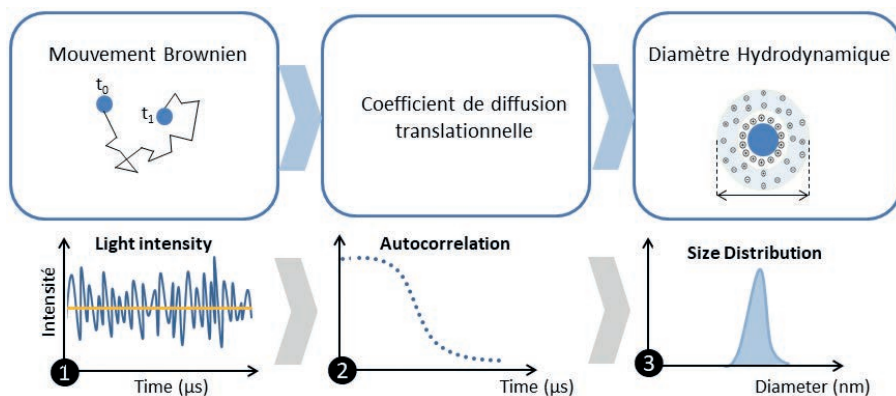 Mouvement Brownien
t0
t1
Coefficient de diffusion
translationnelle
Diamètre Hydrodynamique
Light intensity
Intensité
1
Time (µs)
Autocorrelation
2
Time (µs)
Size Distribution
3
Diameter (nm)